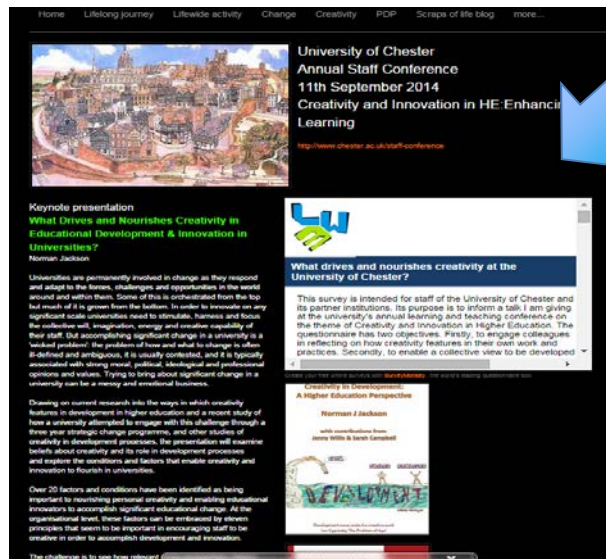 Home Lifelong journey Lifewide activity Change Creativity PDP Scraps of life blog more...
University of Chester
Annual Staff Conference
11th September 2014
Creativity and Innovation in HE:Enhancing
Learning
http://www.chester.ac.uk/staff-conference
Keynote presentation
What Drives and Nourishes Creativity in
Educational Development & Innovation in
Universities?
Norman Jackson
Universities are permanently involved in change as they respond
and adapt to the forces, challenges and opportunities in the world
around and within them. Some of this is orchestrated from the top
but much of it is grown from the bottom. In order to innovate on any
significant scale universities need to stimulate, harness and focus
the collective will, imagination, energy and creative capability of
their staff. But accomplishing significant change in a university is a
'wicked problem': the problem of how and what to change is often
ill-defined and ambiguous, it is usually contested, and it is typically
associated with strong moral, political, ideological and professional
opinions and values. Trying to bring about significant change in a
university can be a messy and emotional business.
Drawing on current research into the ways in which creativity
features in development in higher education and a recent study of
how a university attempted to engage with this challenge through a
three year strategic change programme, and other studies of
creativity in development processes, the presentation will examine
beliefs about creativity and its role in development processes
and explore the conditions and factors that enable creativity and
innovation to flourish in universities.
Over 20 factors and conditions have been identified as being
important to nourishing personal creativity and enabling educational
innovators to accomplish significant educational change. At the
organisational level, these factors can be embraced by eleven
principles that seem to be important in encouraging staff to be
creative in order to accomplish development and innovation.
The challenge is to see how relevant
LWE
What drives and nourishes creativity at the
University of Chester?
This survey is intended for staff of the University of Chester and
its partner institutions. Its purpose is to inform a talk I am giving
at the university's annual learning and teaching conference on
the theme of Creativity and Innovation in Higher Education. The
questionnaire has two objectives. Firstly, to engage colleagues
in reflecting on how creativity features in their own work and
practices. Secondly, to enable a collective view to be developed
Create your free online surveys with SurveyMonkey, the world's leading questionnaire tool.
Creativity in Development:
A Higher Education Perspective
Norman J Jackson
with contributions from
Jenny Willis & Sarah Campbell
DEVELOPMENT